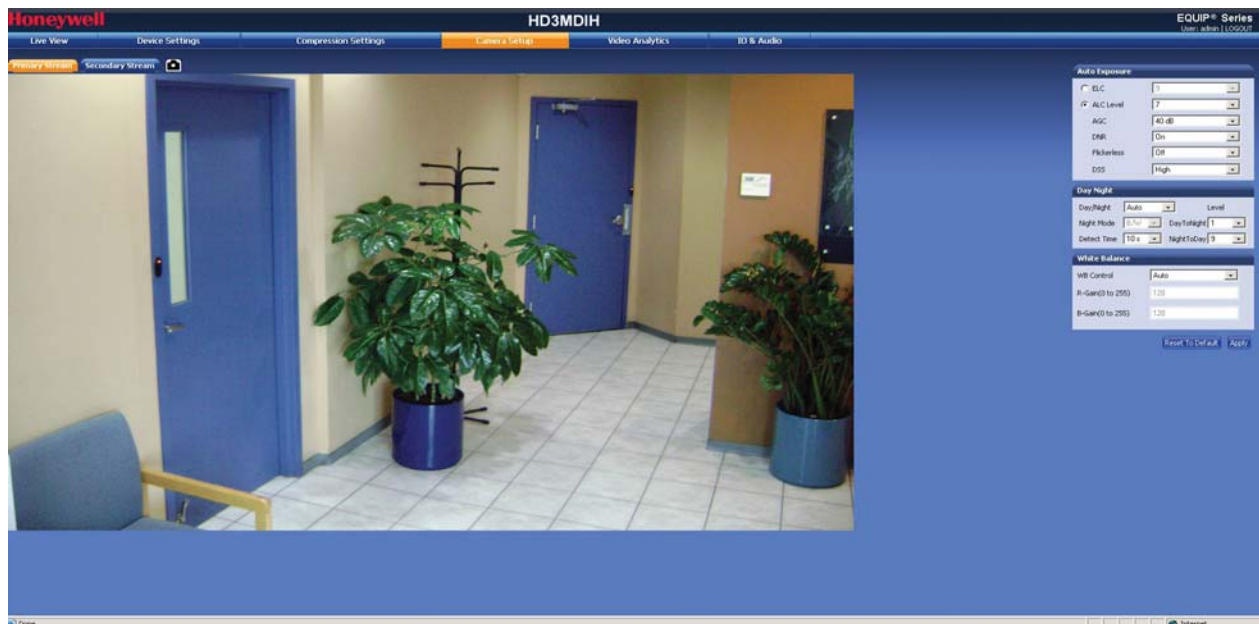 Honeywell
HD3MDIH
EQUIP® Series
User: admin | LOGOUT
Live View
Device Settings
Compression Settings
Camera Setup
Video Analytics
IO & Audio
Primary Stream
Secondary Stream
Auto Exposure
ELC
9
ALC Level
7
AGC
40 dB
DNR
On
Flickerless
Off
DSS
High
Day Night
Day/Night
Auto
Level
Night Mode
B/W
DayToNight
1
Detect Time
10 s
NightToDay
9
White Balance
WB Control
Auto
R-Gain(0 to 255)
128
B-Gain(0 to 255)
128
Reset To Default
Apply
Done
Internet